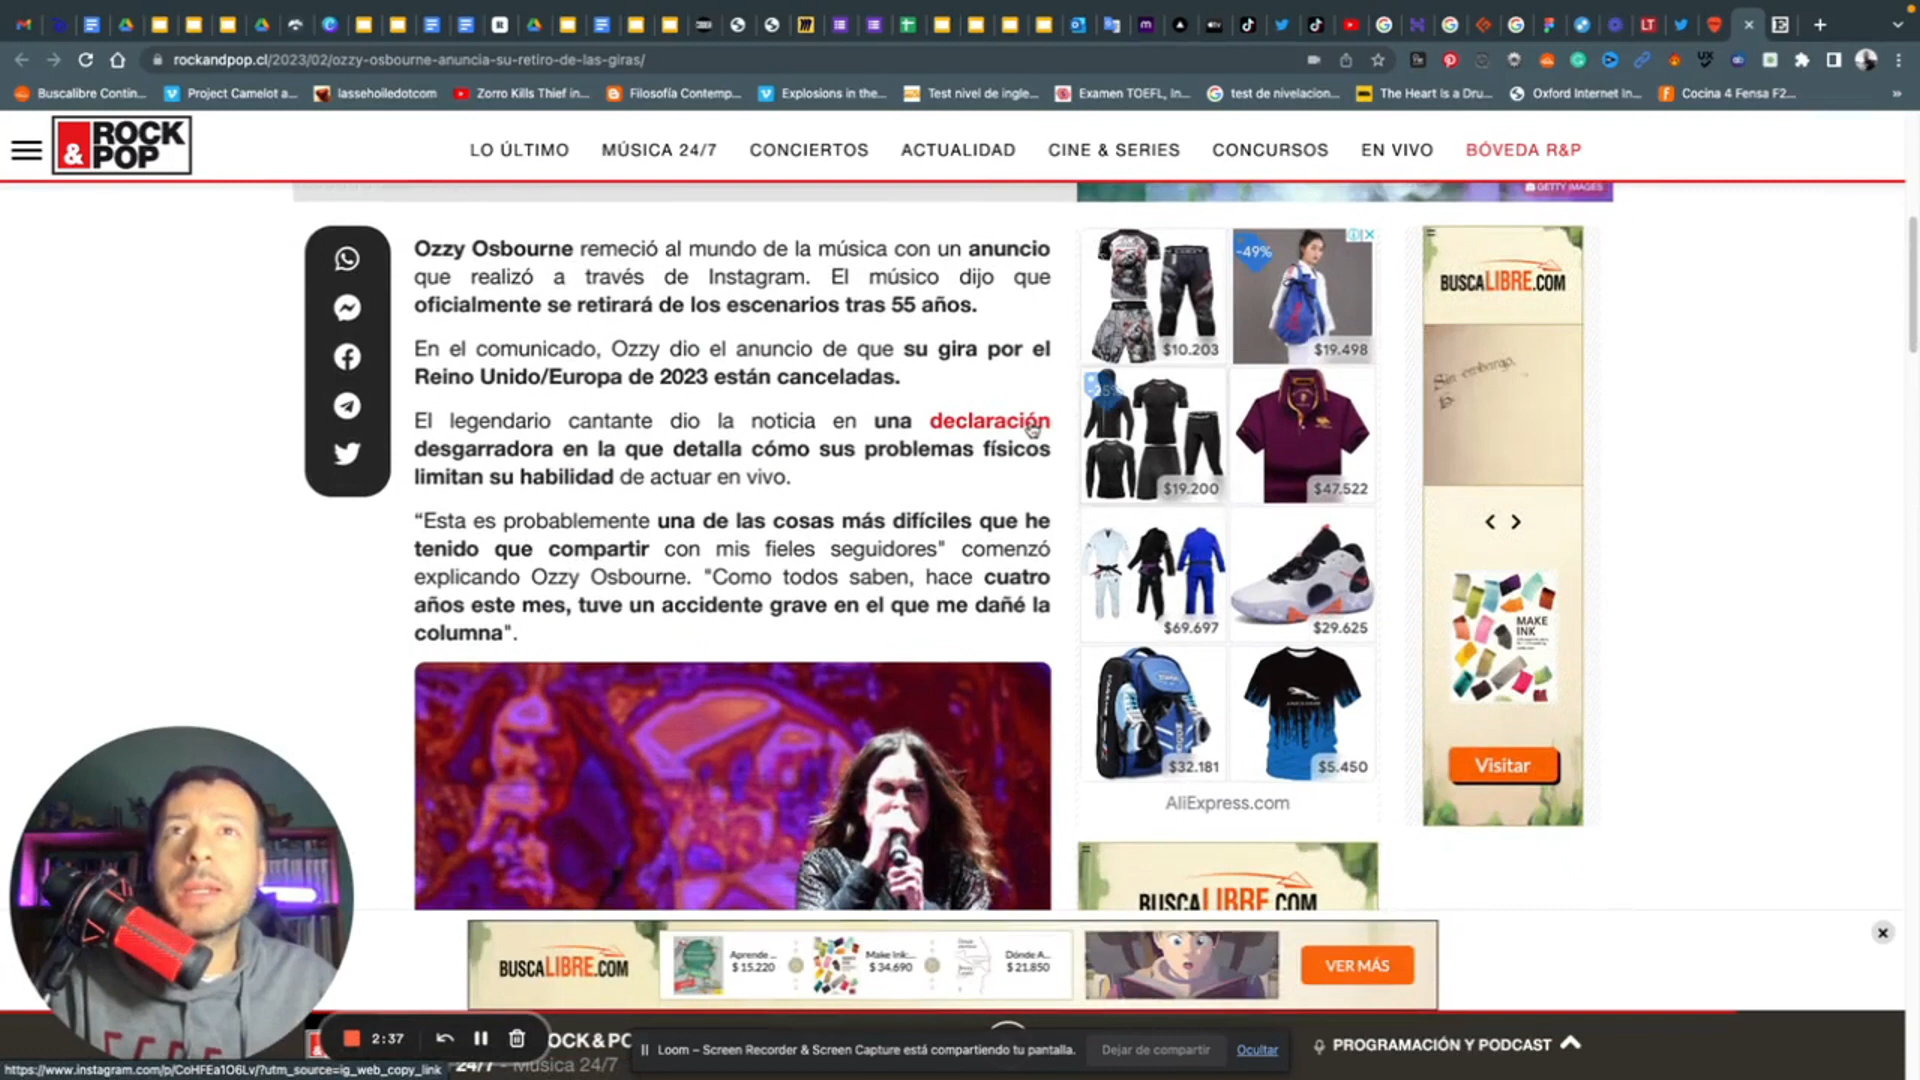 rockandpop.cl/2023/02/ozzy-osbourne-anuncia-su-retiro-de-las-giras/
Buscalibre Contin... Project Camelot a... lassehoiledotcom Zorro Kills Thief in... Filosofía Contemp... Explosions in the... Test nivel de ingle... Examen TOEFL, In... test de nivelacion... The Heart Is a Dru... Oxford Internet In... Cocina 4 Fensa F2... »
ROCK
& POP
LO ÚLTIMO MÚSICA 24/7 CONCIERTOS ACTUALIDAD CINE & SERIES CONCURSOS EN VIVO BÓVEDA R&P
GETTY IMAGES
Ozzy Osbourne remeció al mundo de la música con un anuncio
que realizó a través de Instagram. El músico dijo que
oficialmente se retirará de los escenarios tras 55 años.
En el comunicado, Ozzy dio el anuncio de que su gira por el
Reino Unido/Europa de 2023 están canceladas.
El legendario cantante dio la noticia en una declaración
desgarradora en la que detalla cómo sus problemas físicos
limitan su habilidad de actuar en vivo.
“Esta es probablemente una de las cosas más difíciles que he
tenido que compartir con mis fieles seguidores" comenzó
explicando Ozzy Osbourne. "Como todos saben, hace cuatro
años este mes, tuve un accidente grave en el que me dañé la
columna".
-49%
$10.203 $19.498
$19.200 $47.522
$69.697 $29.625
$32.181 $5.450
AliExpress.com
BUSCALIBRE.COM
Sin embargo,
MAKE
INK
Visitar
BUSCALIBRE.COM
BUSCALIBRE.COM
Aprende ...
$ 15.220
Make Ink:...
$ 34.690
Dónde A...
$ 21.850
VER MÁS
2:37
OCK & PO
24/7 - Música 24/7
Loom – Screen Recorder & Screen Capture está compartiendo tu pantalla. Dejar de compartir Ocultar
PROGRAMACIÓN Y PODCAST
https://www.instagram.com/p/CoHFEa1O6Lv/?utm_source=ig_web_copy_link